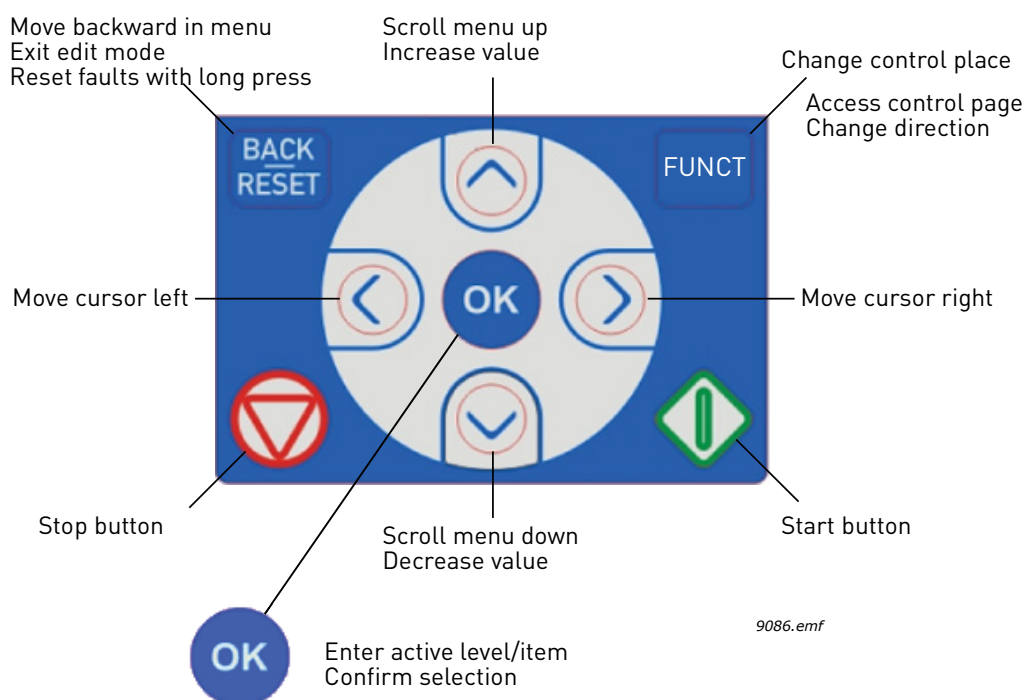 Move backward in menu
Exit edit mode
Reset faults with long press
Scroll menu up
Increase value
Change control place
Access control page
Change direction
BACK
RESET
FUNCT
Move cursor left
OK
Move cursor right
Stop button
Scroll menu down
Decrease value
Start button
9086.emf
OK
Enter active level/item
Confirm selection